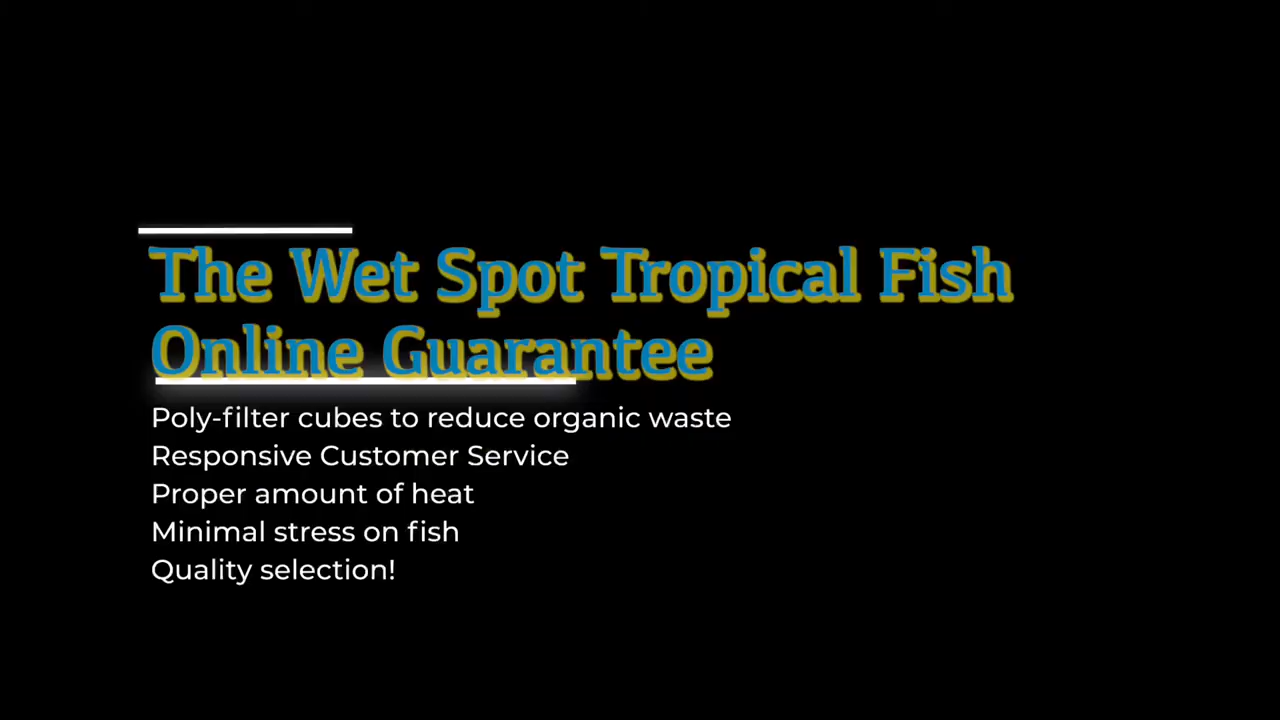 The Wet Spot Tropical Fish
Online Guarantee
Poly-filter cubes to reduce organic waste
Responsive Customer Service
Proper amount of heat
Minimal stress on fish
Quality selection!